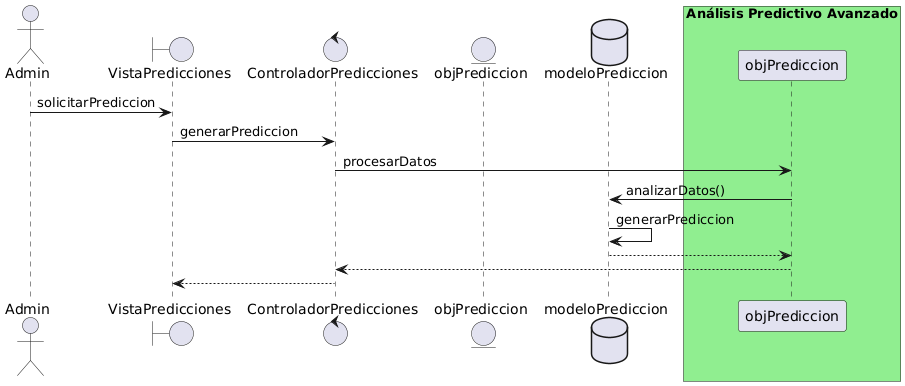 Análisis Predictivo Avanzado
Admin
VistaPredicciones
ControladorPredicciones
objPrediccion
modeloPrediccion
objPrediccion
solicitarPrediccion
generarPrediccion
procesarDatos
analizarDatos()
generarPrediccion
Admin
VistaPredicciones
ControladorPredicciones
objPrediccion
modeloPrediccion
objPrediccion